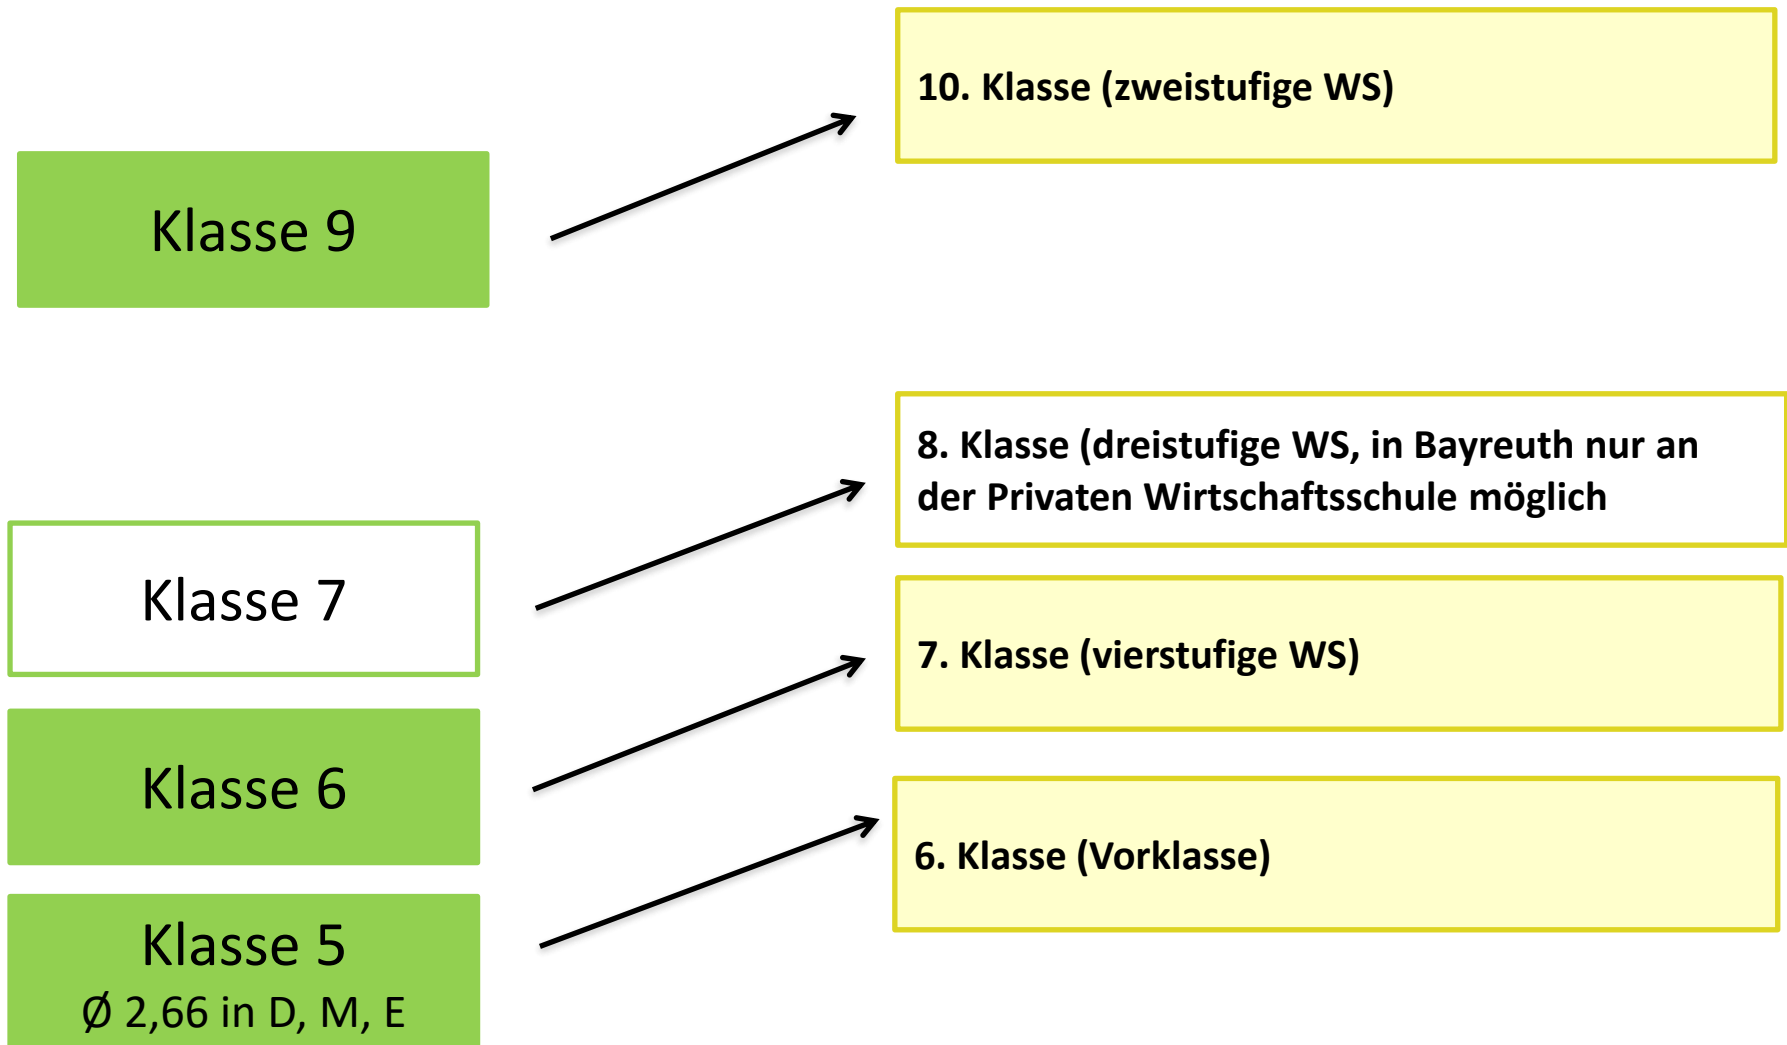 10. Klasse (zweistufige WS)
Klasse 9
8. Klasse (dreistufige WS, in Bayreuth nur an
der Privaten Wirtschaftsschule möglich
Klasse 7
7. Klasse (vierstufige WS)
Klasse 6
6. Klasse (Vorklasse)
Klasse 5
Ø 2,66 in D, M, E